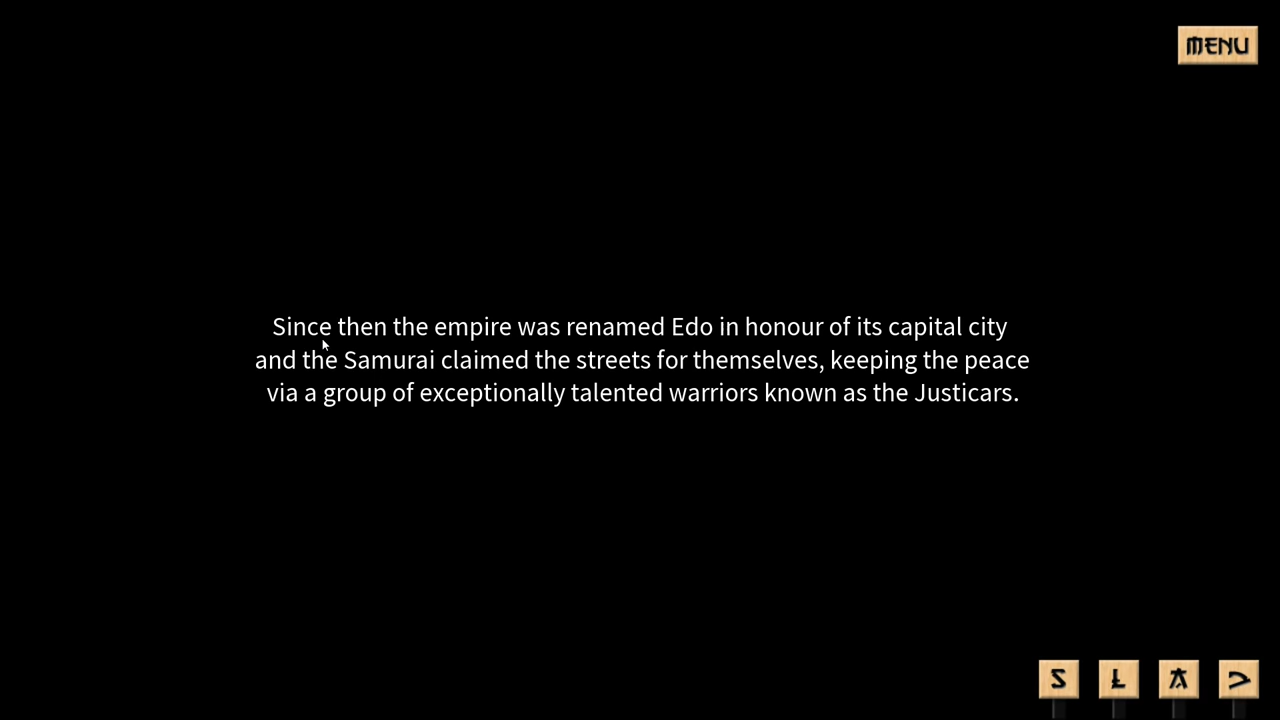 MENU
Since then the empire was renamed Edo in honour of its capital city
and the Samurai claimed the streets for themselves, keeping the peace
via a group of exceptionally talented warriors known as the Justicars.
S L A >